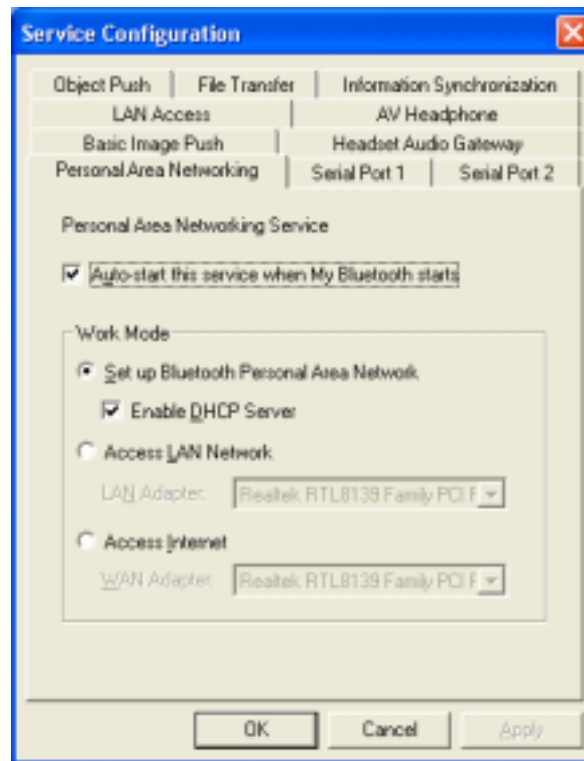 Service Configuration
Object Push File Transfer Information Synchronization
LAN Access AV Headphone
Basic Image Push Headset Audio Gateway
Personal Area Networking Serial Port 1 Serial Port 2
Personal Area Networking Service
Auto-start this service when My Bluetooth starts
Work Mode
Set up Bluetooth Personal Area Network
Enable DHCP Server
Access LAN Network
LAN Adapter: Realtek RTL8139 Family PCI F
Access Internet
WAN Adapter: Realtek RTL8139 Family PCI F
OK Cancel Apply